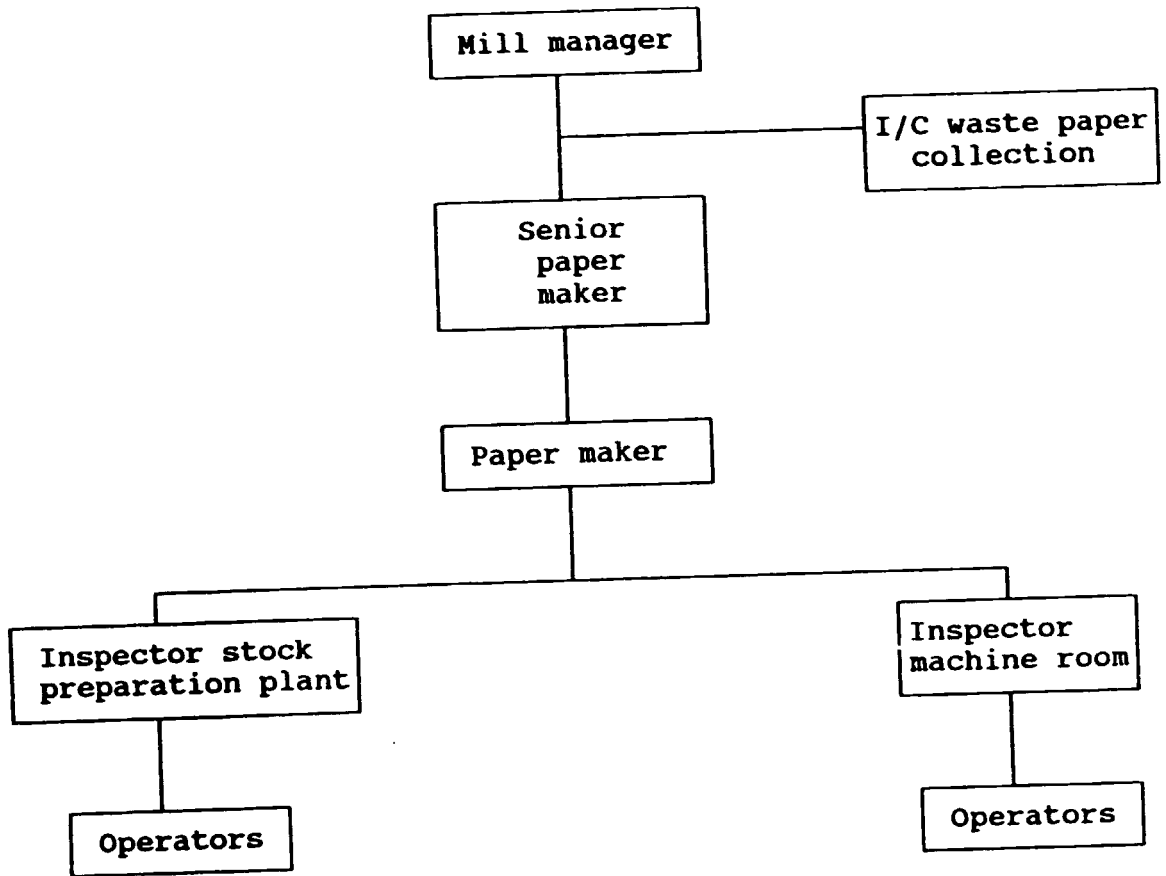 Mill manager
I/C waste paper
collection
Senior
paper
maker
Paper maker
Inspector stock
preparation plant
Inspector
machine room
Operators
Operators